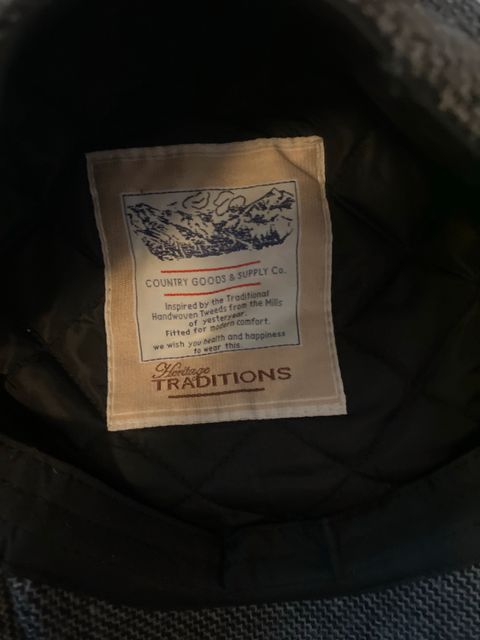 COUNTRY GOODS & SUPPLY Co.
Inspired by the Traditional
Handwoven Tweeds from the Mills
of yesteryear.
Fitted for modern comfort.
we wish you health and happiness
to wear this.
Heritage
TRADITIONS